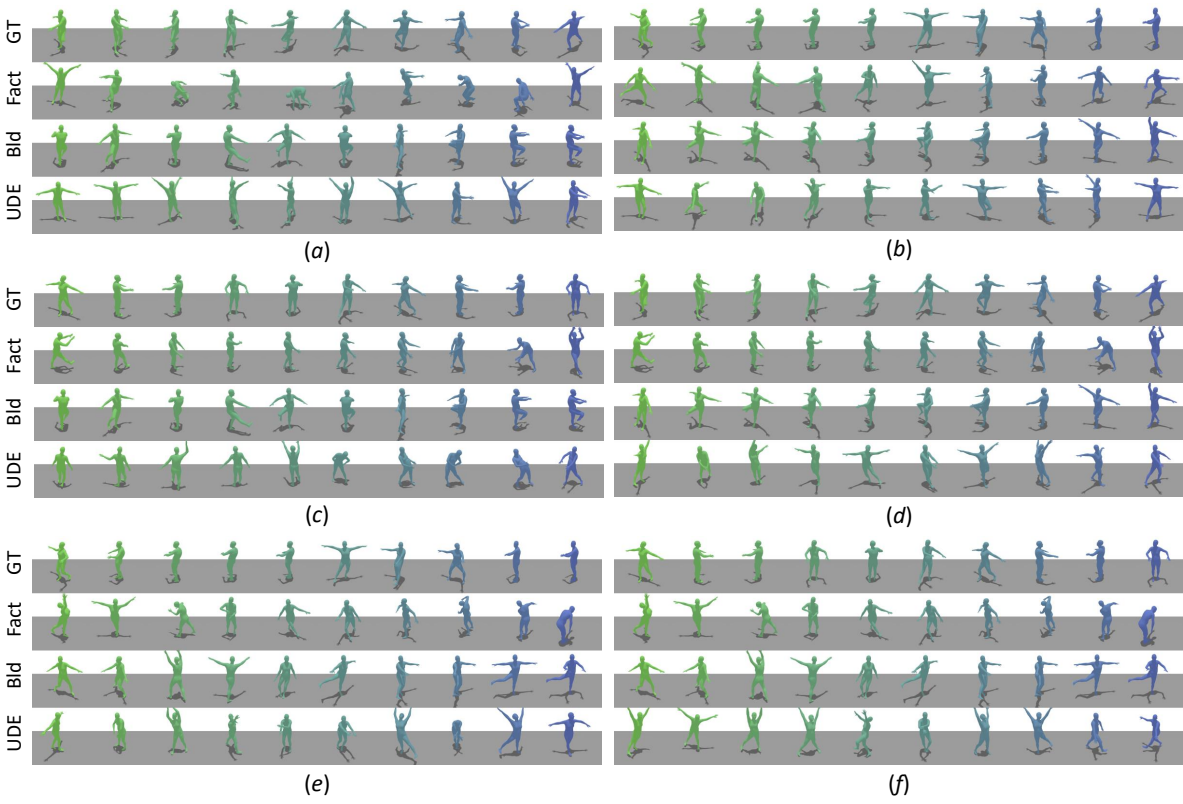 GT
Fact
Bld
UDE
(a)
GT
Fact
Bld
UDE
(b)
GT
Fact
Bld
UDE
(c)
GT
Fact
Bld
UDE
(d)
GT
Fact
Bld
UDE
(e)
GT
Fact
Bld
UDE
(f)